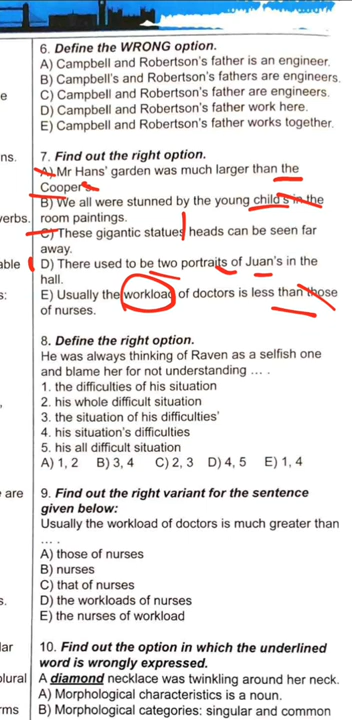 6. Define the WRONG option.
A) Campbell and Robertson's father is an engineer.
B) Campbell's and Robertson's fathers are engineers.
C) Campbell and Robertson's father are engineers.
D) Campbell and Robertson's father work here.
E) Campbell and Robertson's father works together.
e
ns.
7. Find out the right option.
A) Mr Hans' garden was much larger than the
Cooper's
B) We all were stunned by the young child's in the
verbs.
room paintings.
C) These gigantic statues heads can be seen far
away.
able
D) There used to be two portraits of Juan's in the
hall.
s:
E) Usually the workload of doctors is less than those
of nurses.
8. Define the right option.
He was always thinking of Raven as a selfish one
and blame her for not understanding ... .
1. the difficulties of his situation
2. his whole difficult situation
3. the situation of his difficulties'
4. his situation's difficulties
5. his all difficult situation
A) 1, 2 B) 3, 4 C) 2, 3 D) 4, 5 E) 1, 4
are
9. Find out the right variant for the sentence
given below:
Usually the workload of doctors is much greater than
... .
A) those of nurses
B) nurses
C) that of nurses
s.
D) the workloads of nurses
E) the nurses of workload
lar
10. Find out the option in which the underlined
word is wrongly expressed.
plural
A diamond necklace was twinkling around her neck.
A) Morphological characteristics is a noun.
rms
B) Morphological categories: singular and common